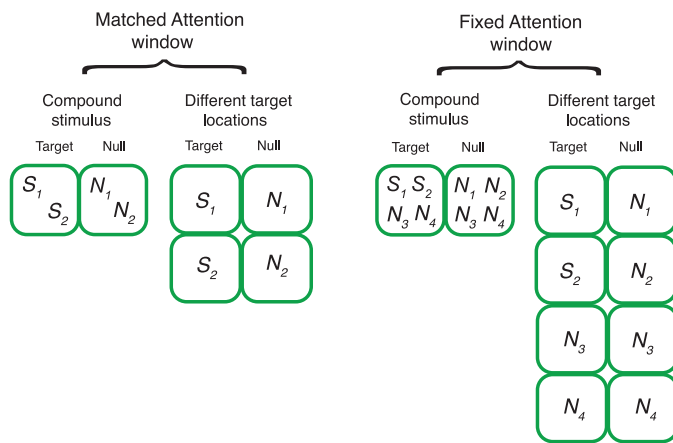 Matched Attention
window
Compound
stimulus
Different target
locations
Target Null Target Null
S₁ N₁
S₂ N₂
S₁ N₁
S₂ N₂
Fixed Attention
window
Compound
stimulus
Different target
locations
Target Null Target Null
S₁ S₂ N₁ N₂
N₃ N₄ N₃ N₄
S₁ N₁
S₂ N₂
N₃ N₃
N₄ N₄